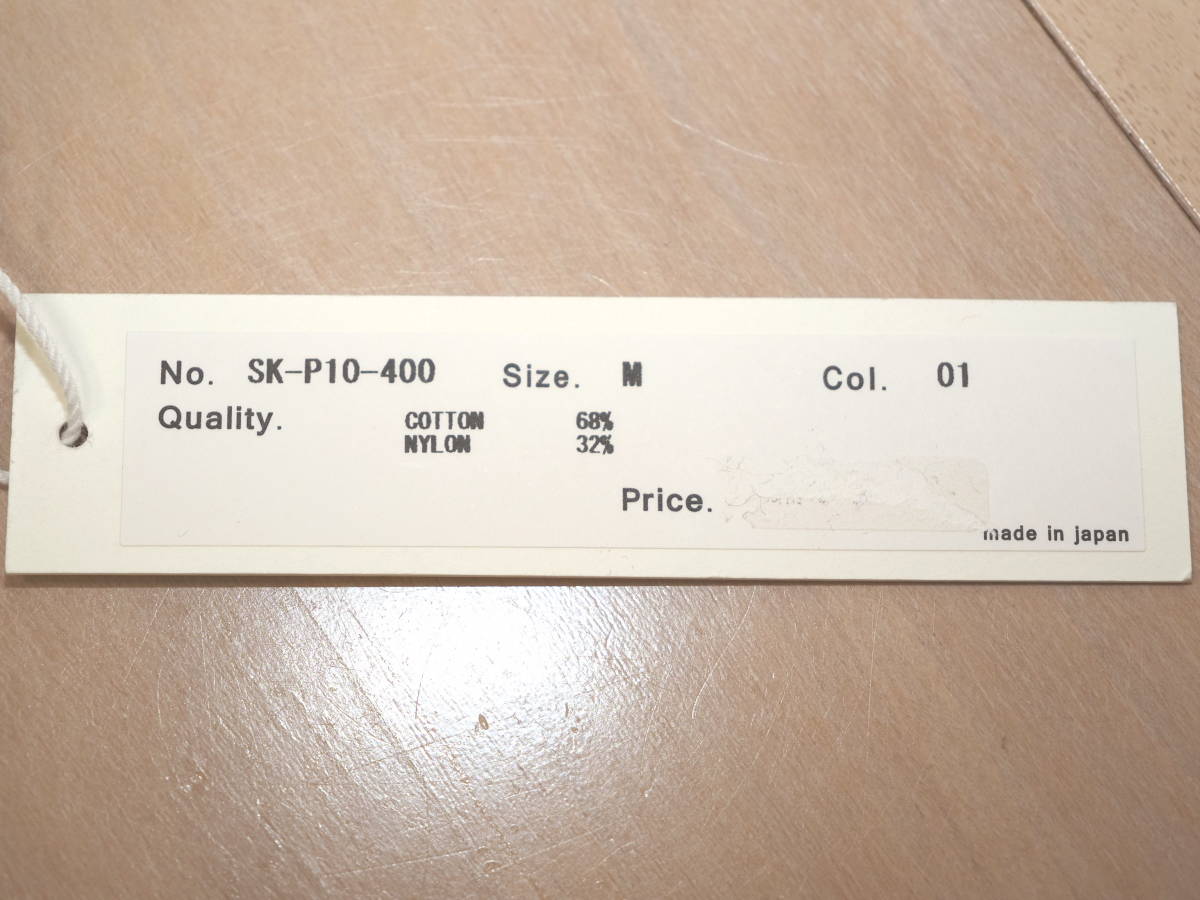 No. SK-P10-400 Size. M Col. 01
Quality. COTTON 68%
NYLON 32%
Price.
made in japan